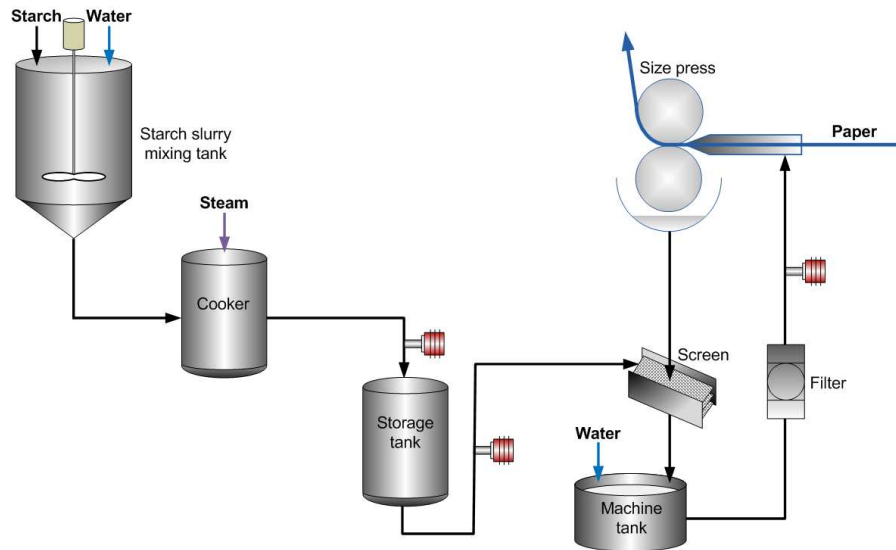 Starch
Water
Size press
Starch slurry
mixing tank
Paper
Steam
Cooker
Screen
Filter
Storage
tank
Water
Machine
tank